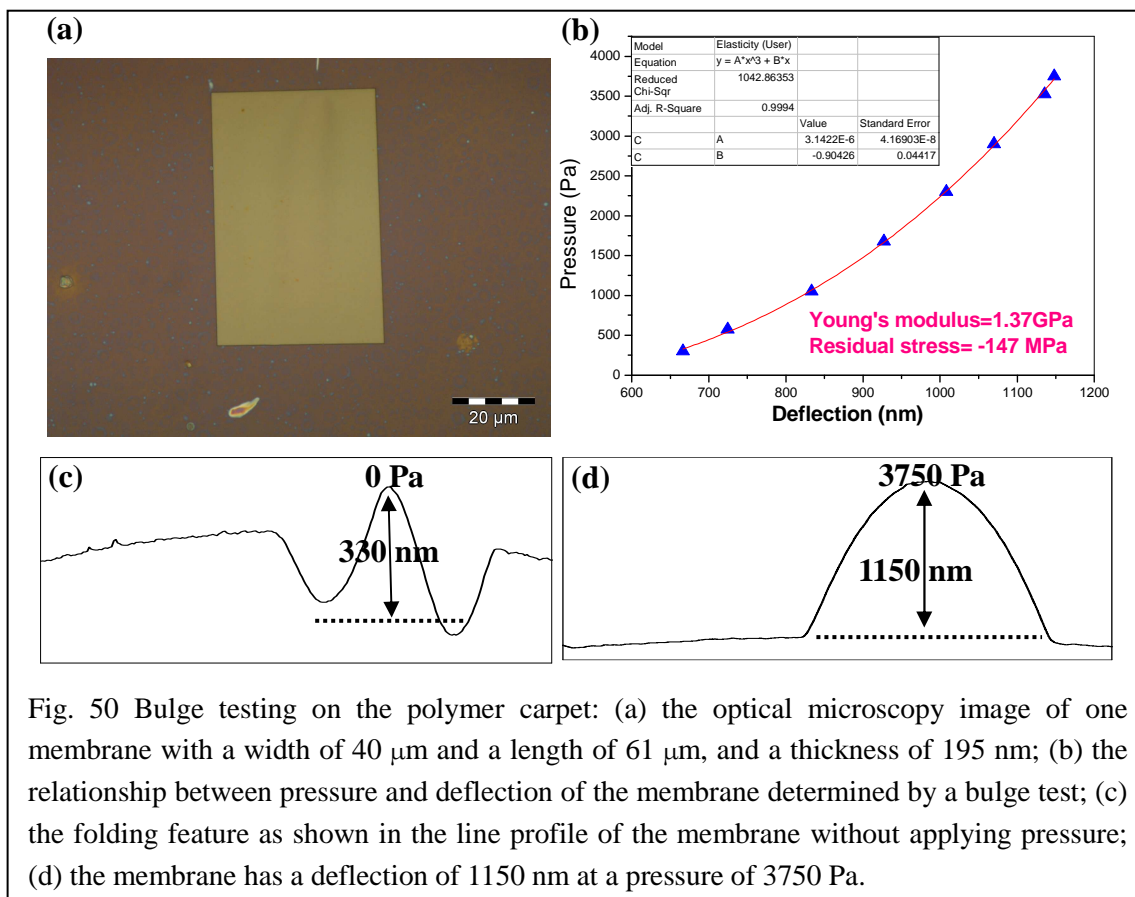 (a)
20 μm
(b)
Model Elasticity (User)
Equation y = A*x^3 + B*x
Reduced Chi-Sqr 1042.86353
Adj. R-Square 0.9994
Value Standard Error
C A 3.1422E-6 4.16903E-8
C B -0.90426 0.04417
4000
3500
3000
2500
2000
1500
1000
500
0
Pressure (Pa)
Young's modulus=1.37GPa
Residual stress= -147 MPa
600 700 800 900 1000 1100 1200
Deflection (nm)
(c)
0 Pa
330 nm
(d)
3750 Pa
1150 nm
Fig. 50 Bulge testing on the polymer carpet: (a) the optical microscopy image of one
membrane with a width of 40 μm and a length of 61 μm, and a thickness of 195 nm; (b) the
relationship between pressure and deflection of the membrane determined by a bulge test; (c)
the folding feature as shown in the line profile of the membrane without applying pressure;
(d) the membrane has a deflection of 1150 nm at a pressure of 3750 Pa.